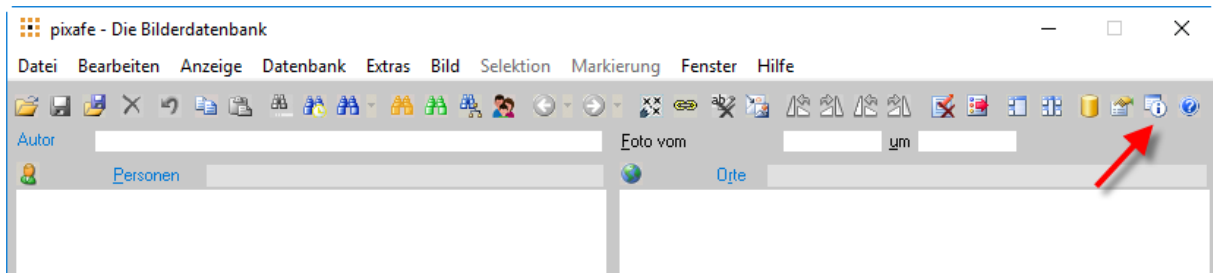 pixafe - Die Bilderdatenbank
Datei Bearbeiten Anzeige Datenbank Extras Bild Selektion Markierung Fenster Hilfe
Autor Foto vom um
Personen Orte